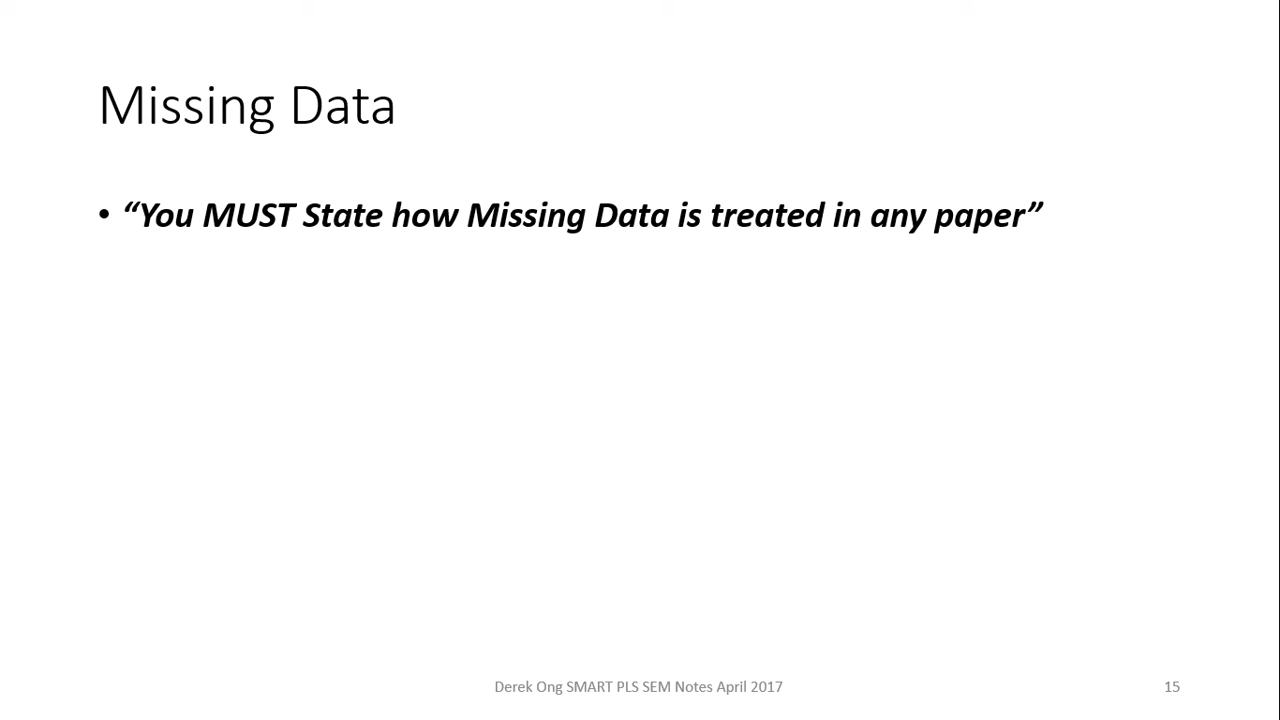 Missing Data
• “You MUST State how Missing Data is treated in any paper”
Derek Ong SMART PLS SEM Notes April 2017
15